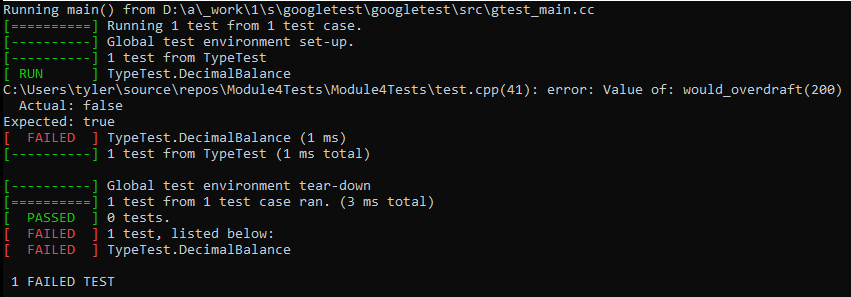 Running main() from D:\a\_work\1\s\googletest\googletest\src\gtest_main.cc
[==========] Running 1 test from 1 test case.
[----------] Global test environment set-up.
[----------] 1 test from TypeTest
[ RUN      ] TypeTest.DecimalBalance
C:\Users\tyler\source\repos\Module4Tests\Module4Tests\test.cpp(41): error: Value of: would_overdraft(200)
  Actual: false
Expected: true
[  FAILED  ] TypeTest.DecimalBalance (1 ms)
[----------] 1 test from TypeTest (1 ms total)

[----------] Global test environment tear-down
[==========] 1 test from 1 test case ran. (3 ms total)
[  PASSED  ] 0 tests.
[  FAILED  ] 1 test, listed below:
[  FAILED  ] TypeTest.DecimalBalance

 1 FAILED TEST